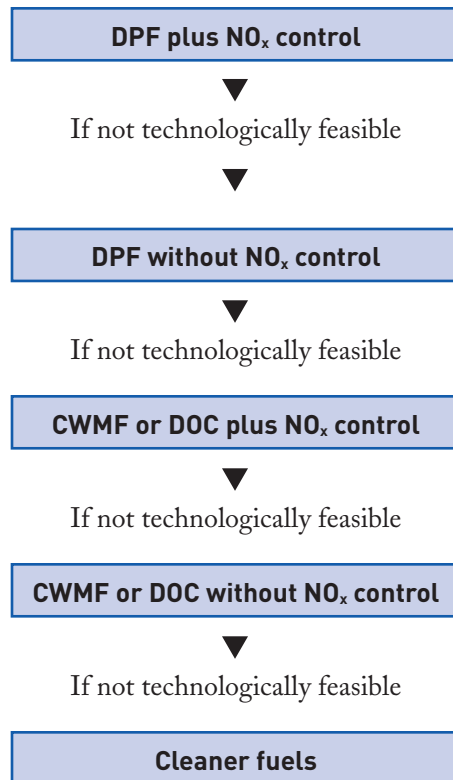 DPF plus NOₓ control
If not technologically feasible
DPF without NOₓ control
If not technologically feasible
CWMF or DOC plus NOₓ control
If not technologically feasible
CWMF or DOC without NOₓ control
If not technologically feasible
Cleaner fuels